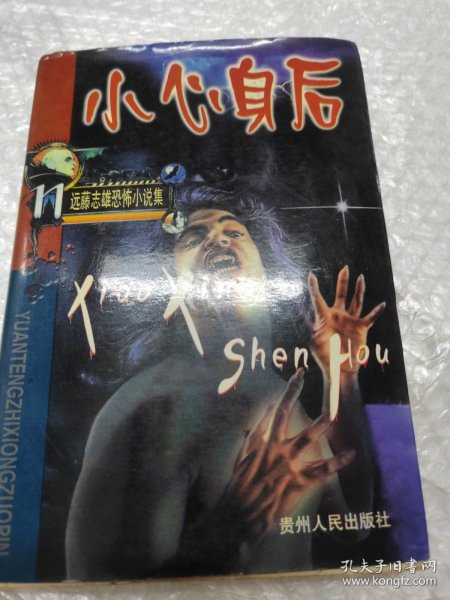 小心身后
11
远藤志雄恐怖小说集
Xiao X
Shen Hou
YUANTENGZHIXIONGZUOPIN
贵州人民出版社
孔夫子旧书网
www.kongfz.com